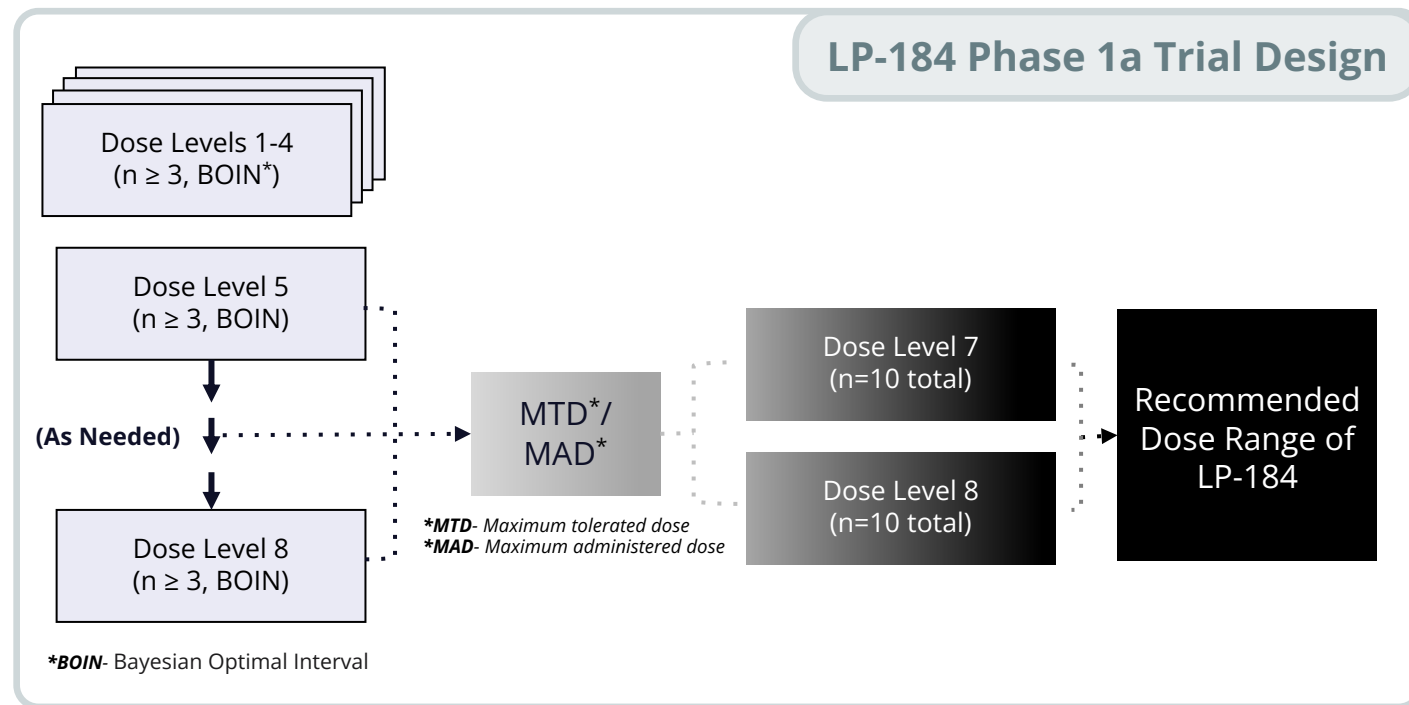 LP-184 Phase 1a Trial Design
Dose Levels 1-4
(n ≥ 3, BOIN*)
Dose Level 5
(n ≥ 3, BOIN)
(As Needed)
Dose Level 8
(n ≥ 3, BOIN)
*BOIN- Bayesian Optimal Interval
MTD*/
MAD*
*MTD- Maximum tolerated dose
*MAD- Maximum administered dose
Dose Level 7
(n=10 total)
Dose Level 8
(n=10 total)
Recommended
Dose Range of
LP-184